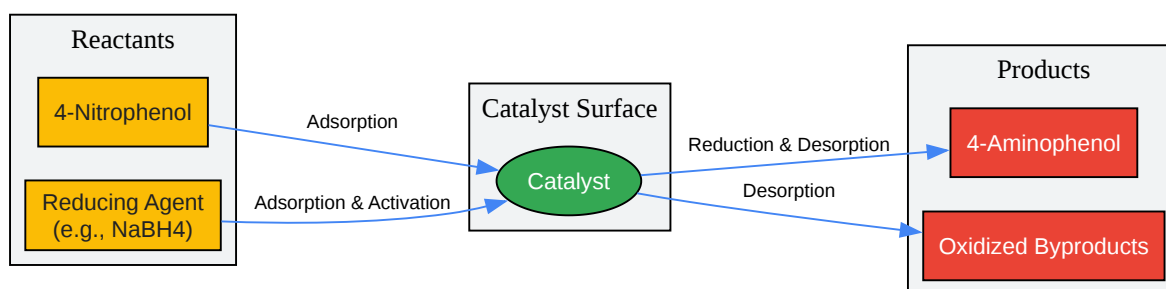 Reactants
4-Nitrophenol
Reducing Agent
(e.g., NaBH4)
Adsorption
Adsorption & Activation
Catalyst Surface
Catalyst
Reduction & Desorption
Desorption
Products
4-Aminophenol
Oxidized Byproducts